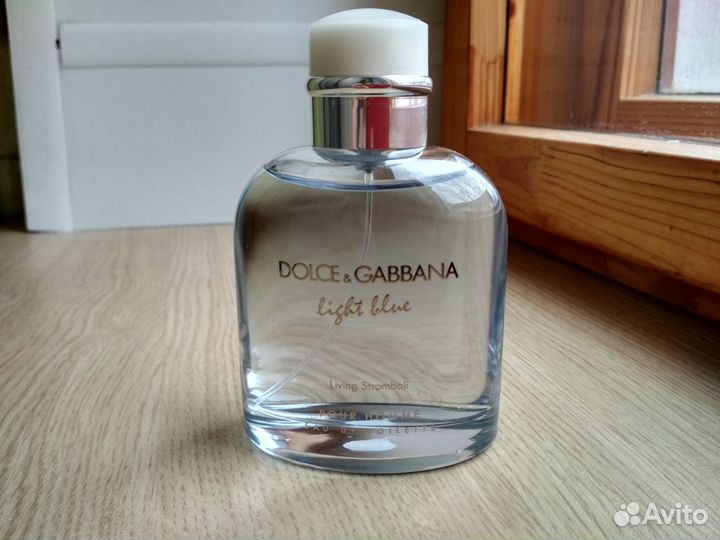 DOLCE & GABBANA
light blue
Living Stromboli
POUR HOMME
EAU DE TOILETTE
Avito